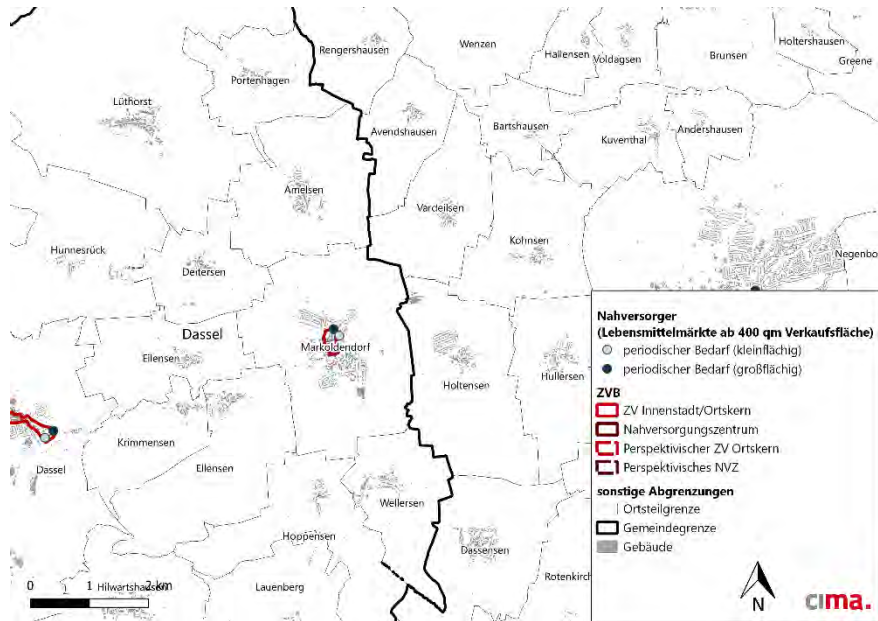 Rengershausen
Wenzen
Hallensen
Voldagsen
Brunsen
Holtershausen
Greene
Portenhagen
Lüthorst
Avendshausen
Bartshausen
Kuventhal
Andershausen
Amelsen
Vardeilsen
Kohnsen
Hunnesrück
Deitersen
Negenbo
Dassel
Markoldendorf
Eilensen
Holtensen
Hullersen
Krimmensen
Ellensen
Dassel
Wellersen
Hoppensen
Dassensen
Rotenkirch
Hilwartshausen
Lauenberg
0 1 2 km
Nahversorger
(Lebensmittelmärkte ab 400 qm Verkaufsfläche)
periodischer Bedarf (kleinflächig)
periodischer Bedarf (großflächig)
ZVB
ZV Innenstadt/Ortskern
Nahversorgungszentrum
Perspektivischer ZV Ortskern
Perspektivisches NVZ
sonstige Abgrenzungen
Ortsteilgrenze
Gemeindegrenze
Gebäude
N
cima.